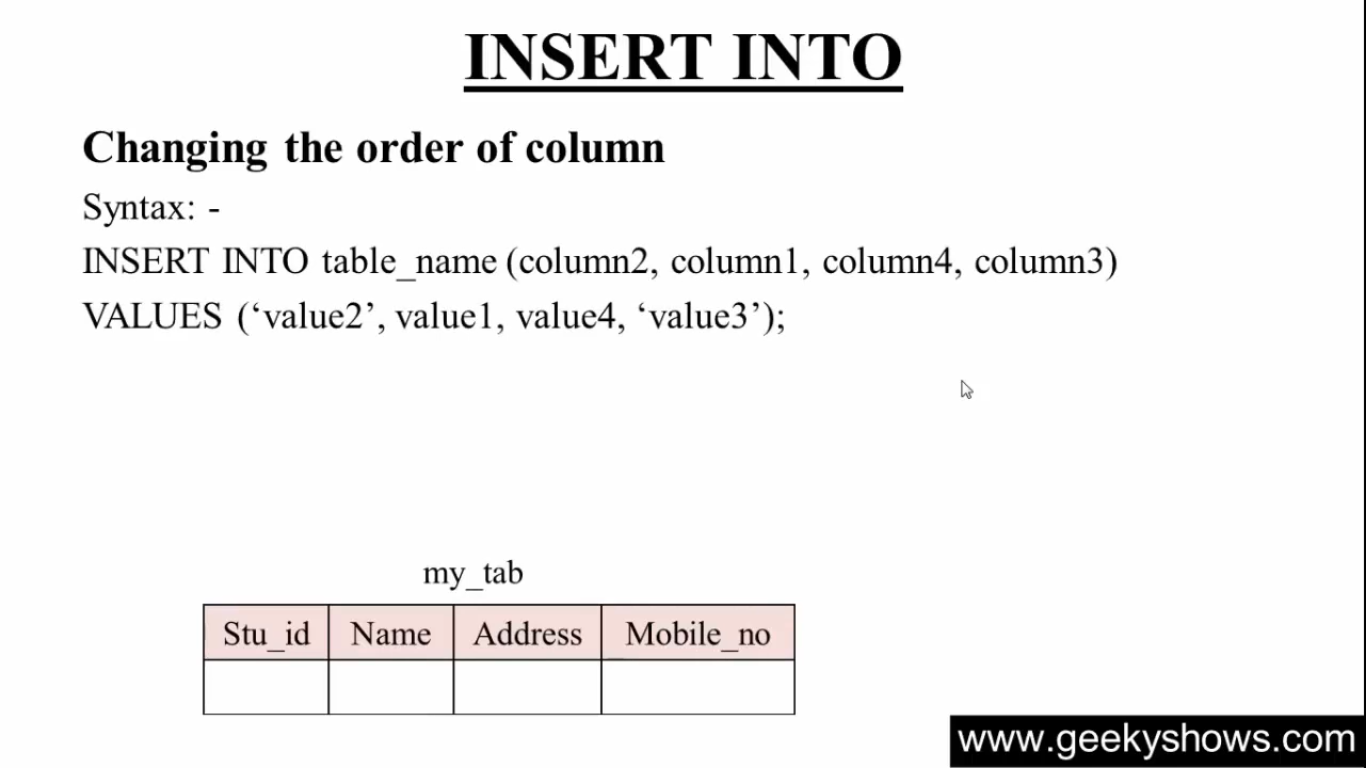 INSERT INTO
Changing the order of column
Syntax: -
INSERT INTO table_name (column2, column1, column4, column3)
VALUES (‘value2’, value1, value4, ‘value3’);
my_tab
Stu_id Name Address Mobile_no
www.geekyshows.com